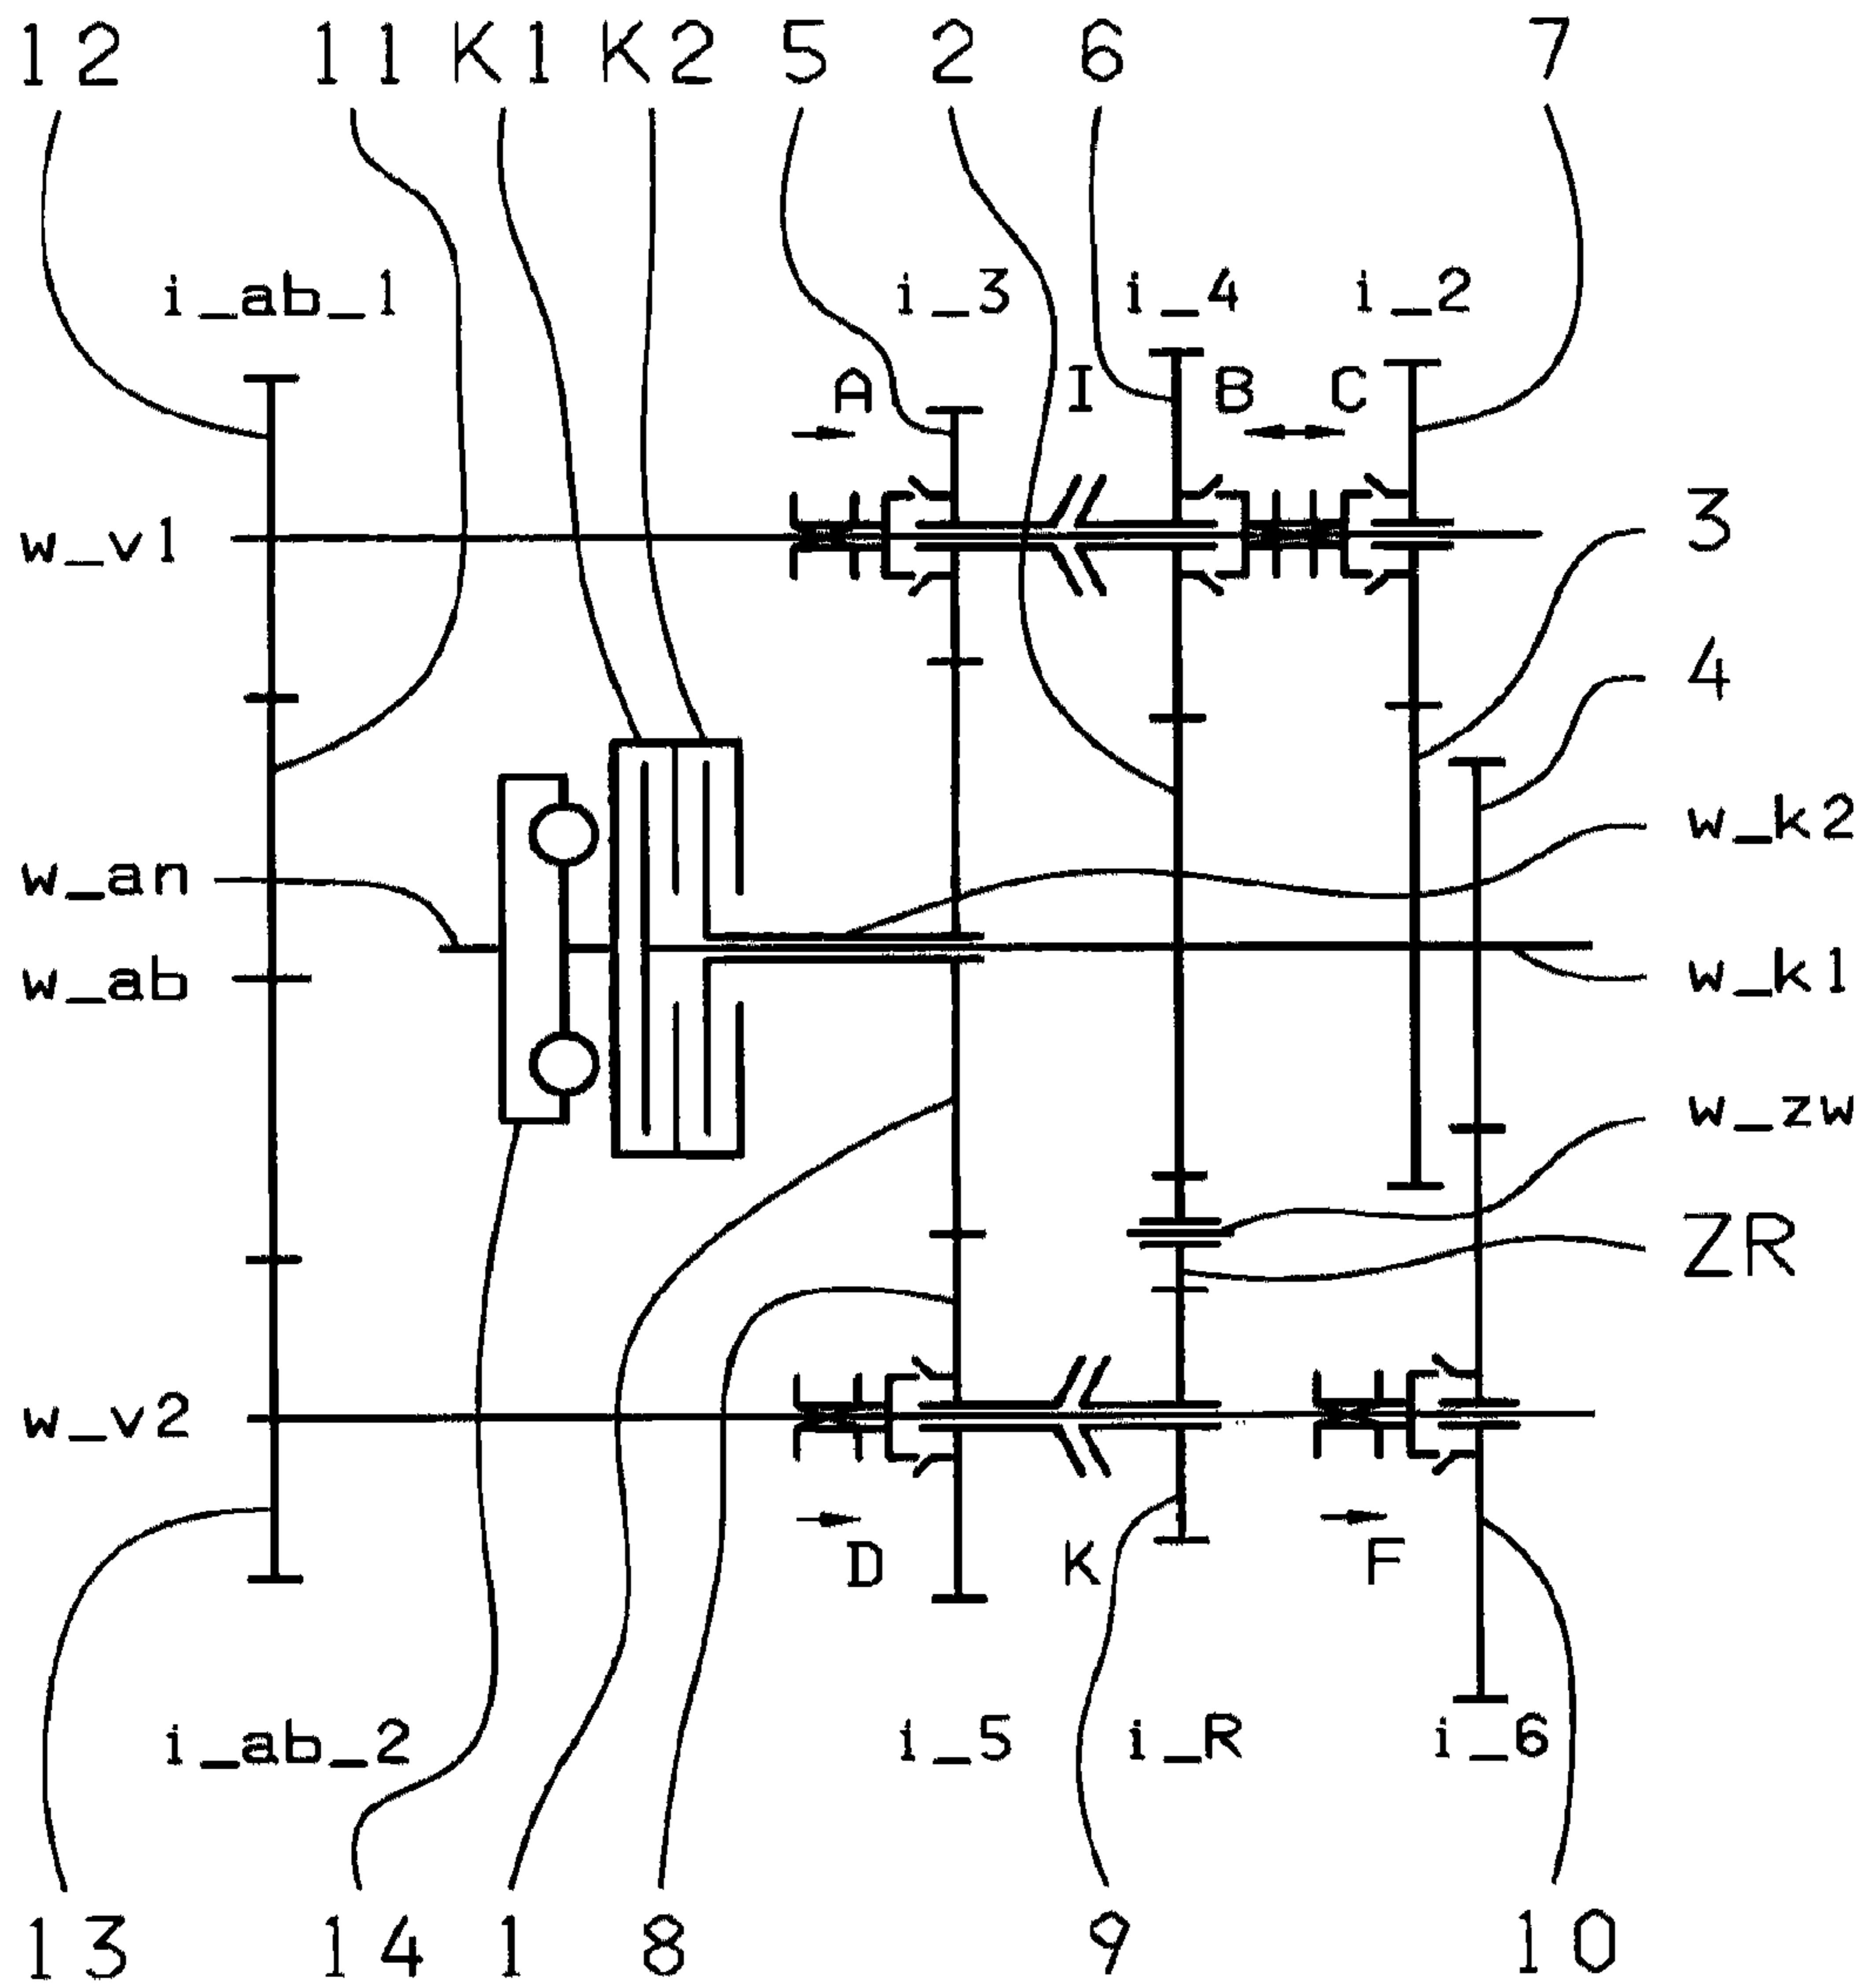 12 11 K1 K2 5 2 6 7
i_ab_1 i_3 i_4 i_2
A I B C
w_v1 3
4
w_k2
w_an
w_ab w_k1
w_zw
ZR
w_v2
D K F
i_ab_2 i_5 i_R i_6
13 14 1 8 9 10